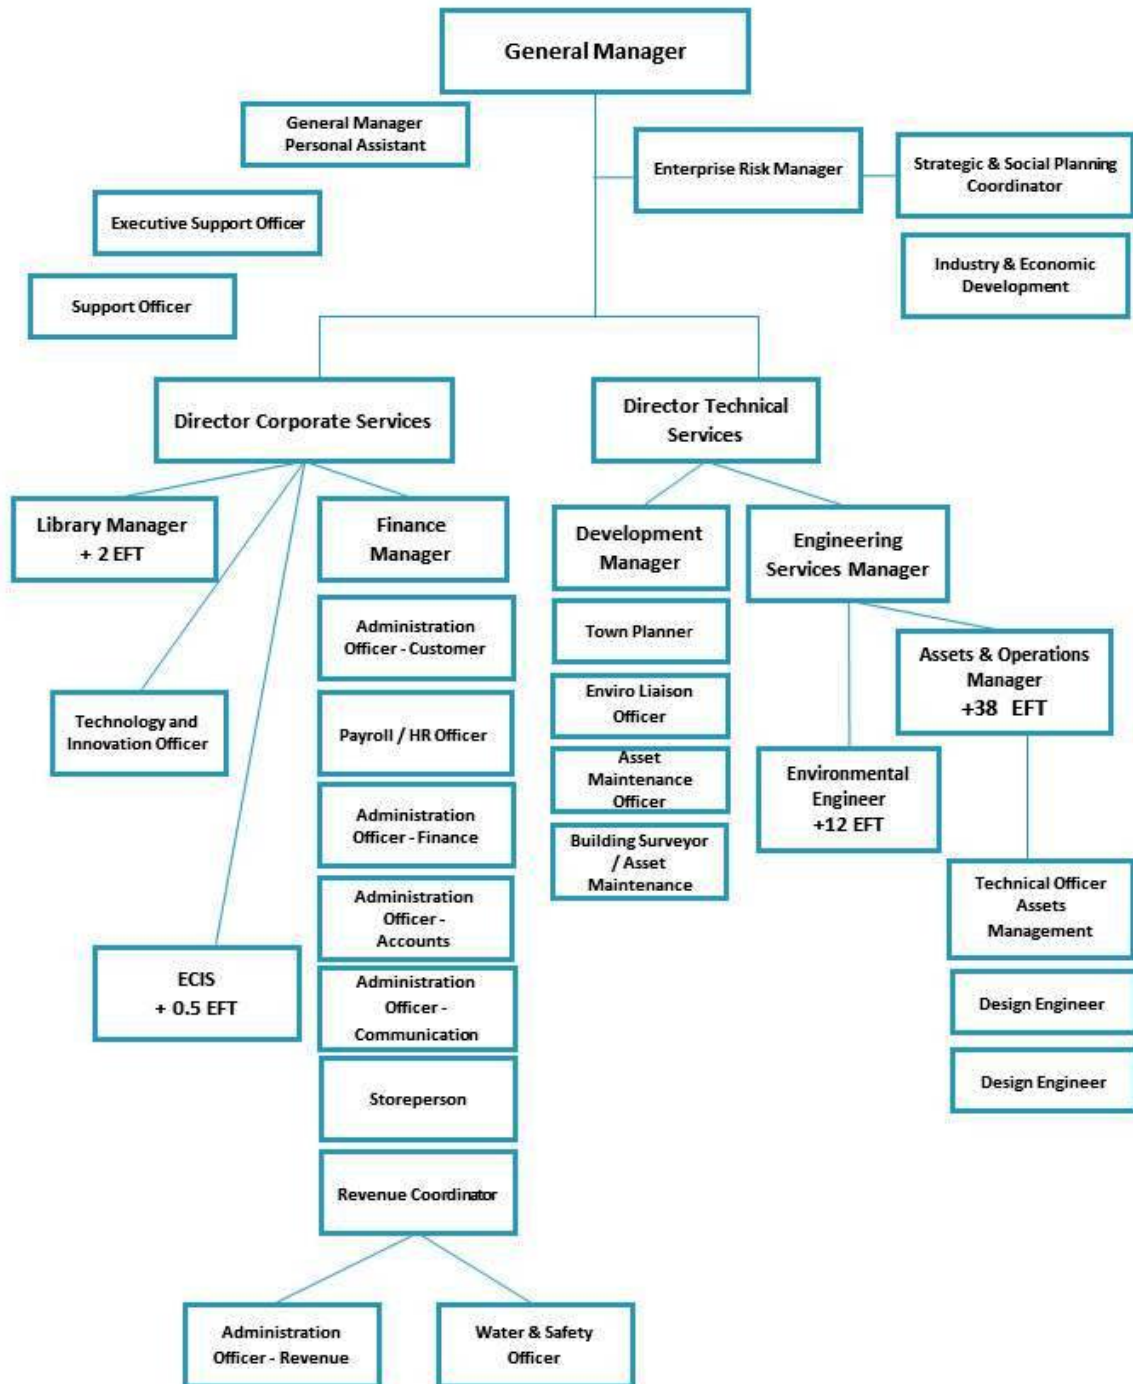 General Manager
General Manager
Personal Assistant
Enterprise Risk Manager
Strategic & Social Planning
Coordinator
Executive Support Officer
Industry & Economic
Development
Support Officer
Director Corporate Services
Director Technical
Services
Library Manager
+ 2 EFT
Finance
Manager
Development
Manager
Engineering
Services Manager
Administration
Officer - Customer
Town Planner
Assets & Operations
Manager
+38 EFT
Technology and
Innovation Officer
Payroll / HR Officer
Enviro Liaison
Officer
Asset
Maintenance
Officer
Environmental
Engineer
+12 EFT
Administration
Officer - Finance
Building Surveyor
/ Asset
Maintenance
Administration
Officer -
Accounts
Technical Officer
Assets
Management
ECIS
+ 0.5 EFT
Administration
Officer -
Communication
Design Engineer
Storeperson
Design Engineer
Revenue Coordinator
Administration
Officer - Revenue
Water & Safety
Officer